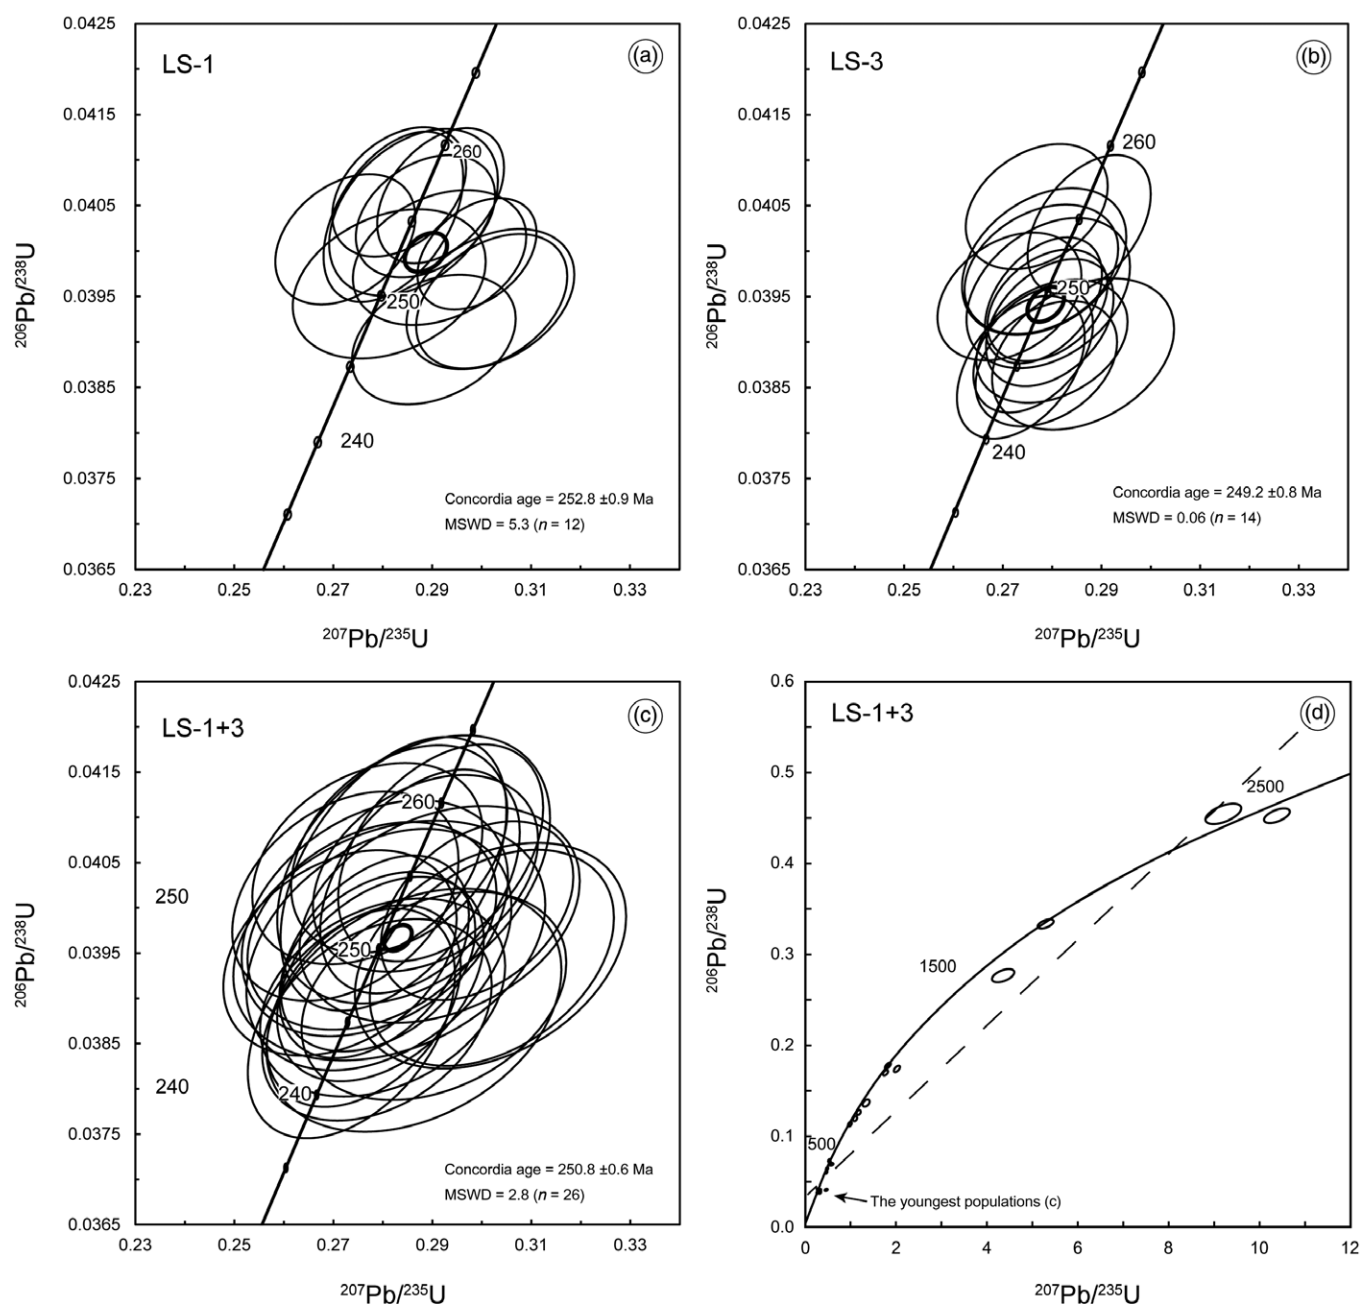 LS-1
(a)
0.0425
0.0415
0.0405
0.0395
0.0385
0.0375
0.0365
²⁰⁶Pb/²³⁸U
260
250
240
Concordia age = 252.8 ±0.9 Ma
MSWD = 5.3 (n = 12)
0.23 0.25 0.27 0.29 0.31 0.33
²⁰⁷Pb/²³⁵U
LS-3
(b)
0.0425
0.0415
0.0405
0.0395
0.0385
0.0375
0.0365
²⁰⁶Pb/²³⁸U
260
250
240
Concordia age = 249.2 ±0.8 Ma
MSWD = 0.06 (n = 14)
0.23 0.25 0.27 0.29 0.31 0.33
²⁰⁷Pb/²³⁵U
LS-1+3
(c)
0.0425
0.0415
0.0405
0.0395
0.0385
0.0375
0.0365
²⁰⁶Pb/²³⁸U
260
250
250
240
240
Concordia age = 250.8 ±0.6 Ma
MSWD = 2.8 (n = 26)
0.23 0.25 0.27 0.29 0.31 0.33
²⁰⁷Pb/²³⁵U
LS-1+3
(d)
0.6
0.5
0.4
0.3
0.2
0.1
0.0
²⁰⁶Pb/²³⁸U
2500
1500
500
The youngest populations (c)
0 2 4 6 8 10 12
²⁰⁷Pb/²³⁵U